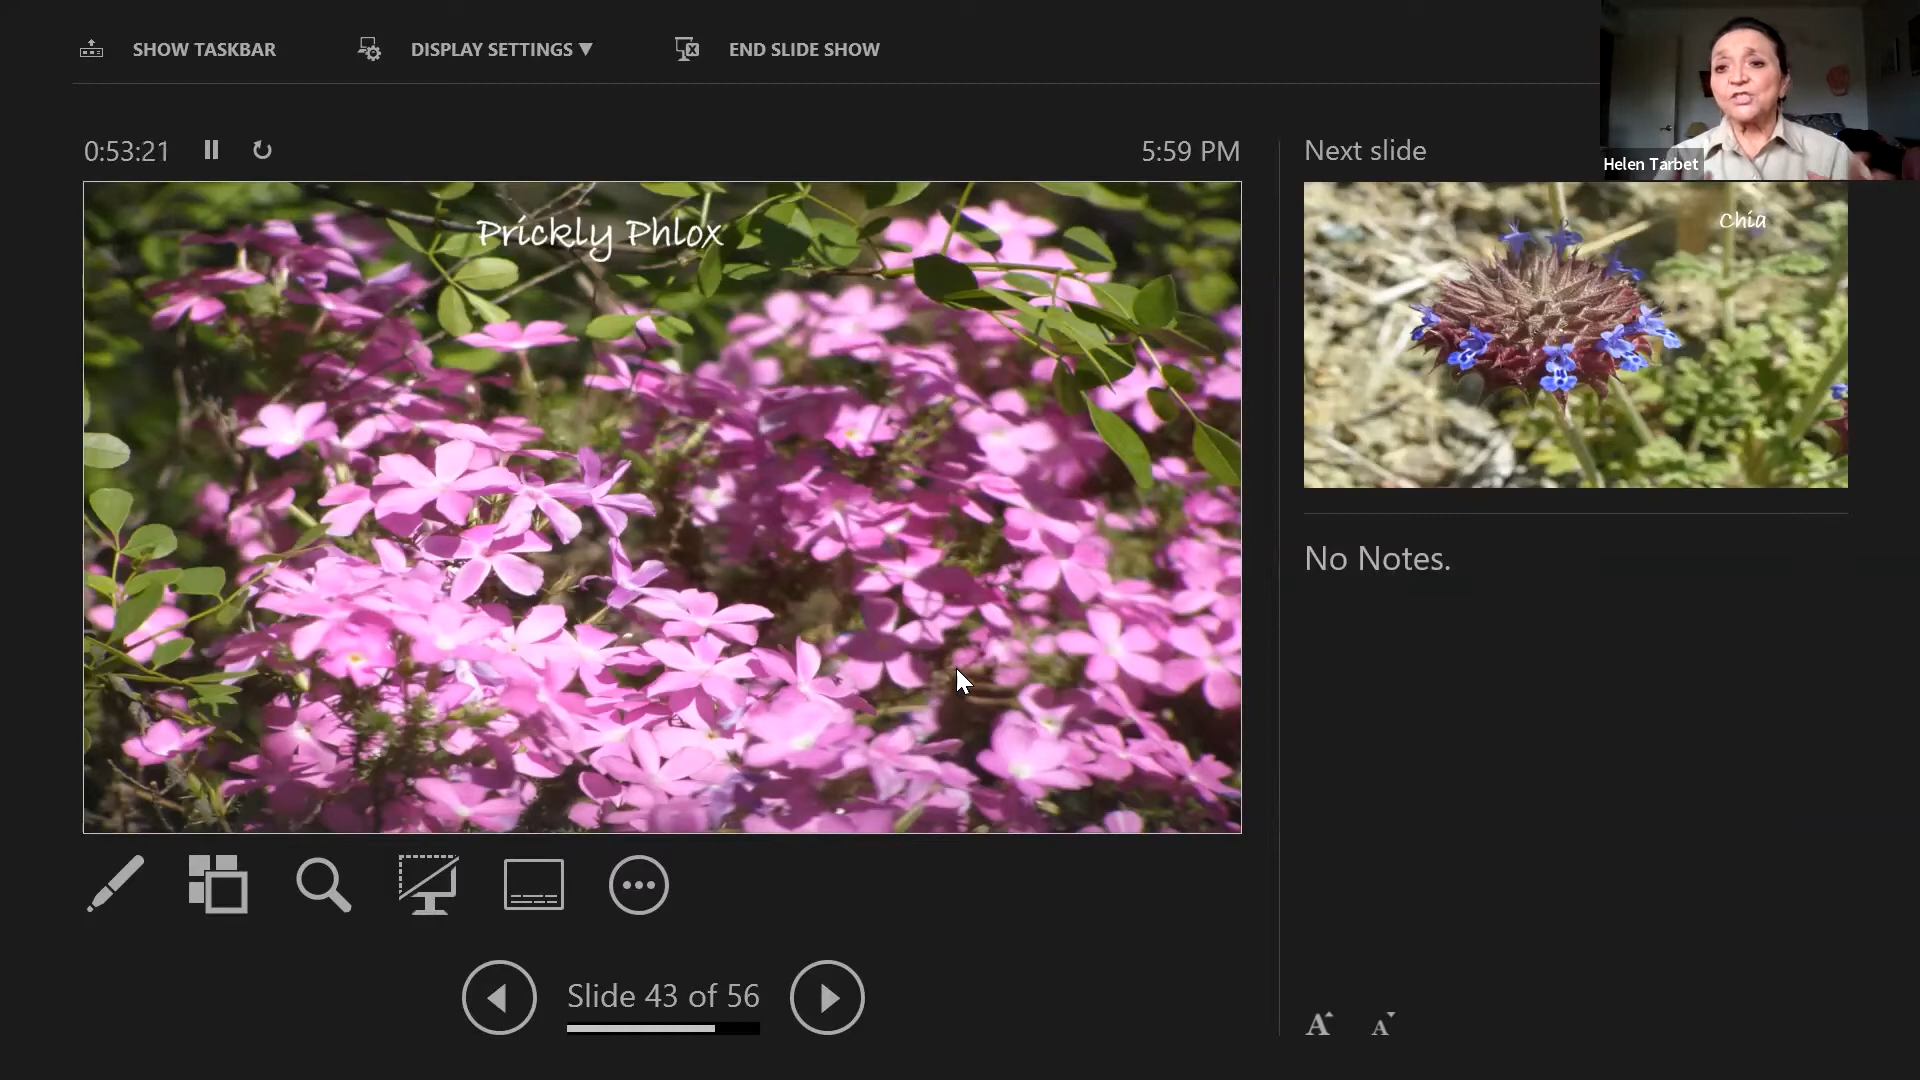 SHOW TASKBAR
DISPLAY SETTINGS ▼
END SLIDE SHOW
Helen Tarbet
0:53:21
5:59 PM
Next slide
Prickly Phlox
Chia
No Notes.
Slide 43 of 56
A A